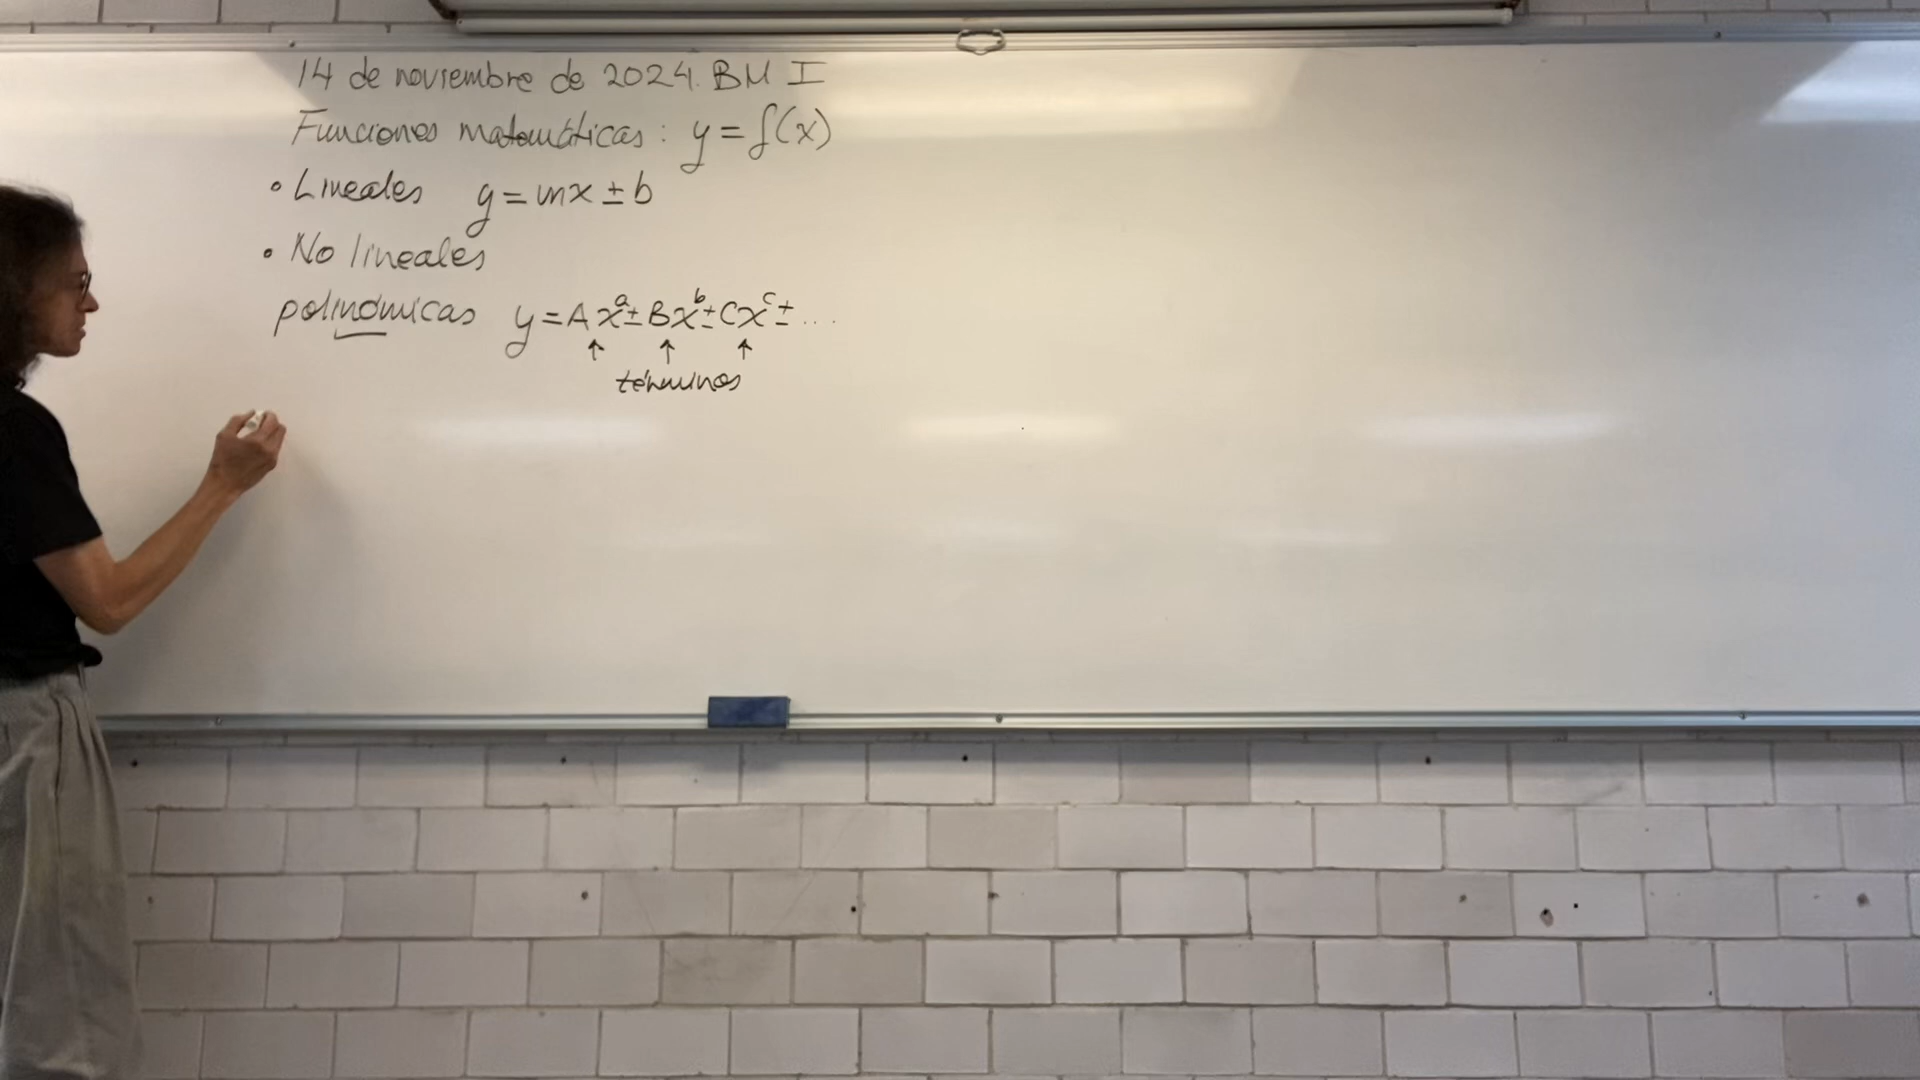 14 de noviembre de 2024. BM I
Funciones matemáticas: y = f(x)
• Lineales y = mx ± b
• No lineales
polinómicas y = Ax^a ± Bx^b ± Cx^c ± ...
↑ ↑ ↑
términos